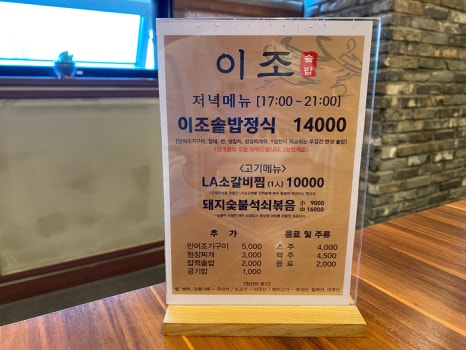 이조 솥밥
저녁메뉴 [17:00~21:00]
이조솥밥정식 14000
<고기메뉴>
LA소갈비찜 (1人) 10000
돼지숯불석쇠볶음 小 9000
中 16000
추 가
민어조기구이 5,000
된장찌개 3,000
압력솥밥 2,000
공기밥 1,000
음료 및 주류
소 주 4,000
맥 주 4,500
음 료 2,000